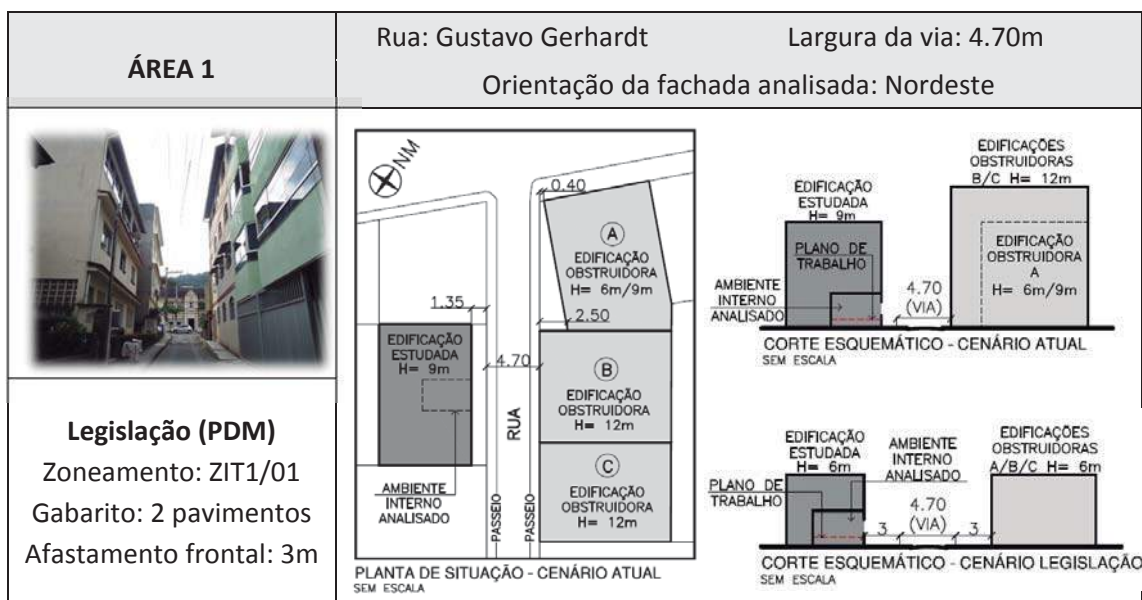 ÁREA 1
Rua: Gustavo Gerhardt
Largura da via: 4.70m
Orientação da fachada analisada: Nordeste
Legislação (PDM)
Zoneamento: ZIT1/01
Gabarito: 2 pavimentos
Afastamento frontal: 3m
NM
0.40
A
EDIFICAÇÃO
OBSTRUIDORA
H= 6m/9m
1.35
2.50
EDIFICAÇÃO
ESTUDADA
H= 9m
4.70
B
EDIFICAÇÃO
OBSTRUIDORA
H= 12m
RUA
C
EDIFICAÇÃO
OBSTRUIDORA
H= 12m
AMBIENTE
INTERNO
ANALISADO
PASSEIO
PASSEIO
PLANTA DE SITUAÇÃO - CENÁRIO ATUAL
SEM ESCALA
EDIFICAÇÕES
OBSTRUIDORAS
B/C H= 12m
EDIFICAÇÃO
ESTUDADA
H= 9m
PLANO DE
TRABALHO
EDIFICAÇÃO
OBSTRUIDORA
A
H= 6m/9m
AMBIENTE
INTERNO
ANALISADO
4.70
(VIA)
CORTE ESQUEMÁTICO - CENÁRIO ATUAL
SEM ESCALA
EDIFICAÇÃO
ESTUDADA
H= 6m
AMBIENTE
INTERNO
ANALISADO
EDIFICAÇÕES
OBSTRUIDORAS
A/B/C H= 6m
PLANO DE
TRABALHO
3
4.70
(VIA)
3
CORTE ESQUEMÁTICO - CENÁRIO LEGISLAÇÃO
SEM ESCALA